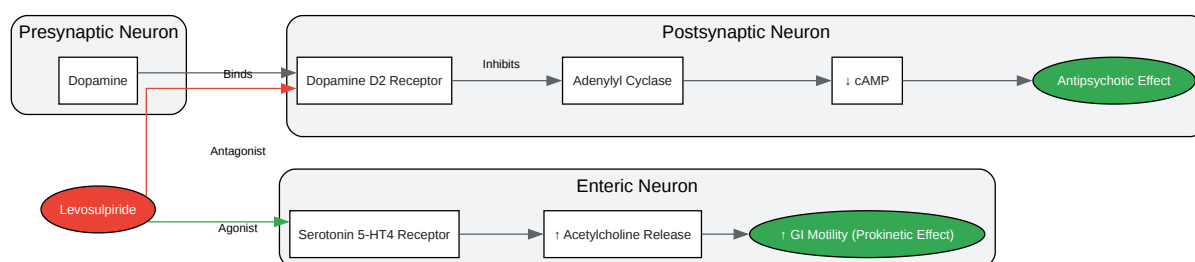 Presynaptic Neuron
Postsynaptic Neuron
Dopamine
Binds
Dopamine D2 Receptor
Inhibits
Adenylyl Cyclase
↓ cAMP
Antipsychotic Effect
Antagonist
Levosulpiride
Agonist
Enteric Neuron
Serotonin 5-HT4 Receptor
↑ Acetylcholine Release
↑ GI Motility (Prokinetic Effect)